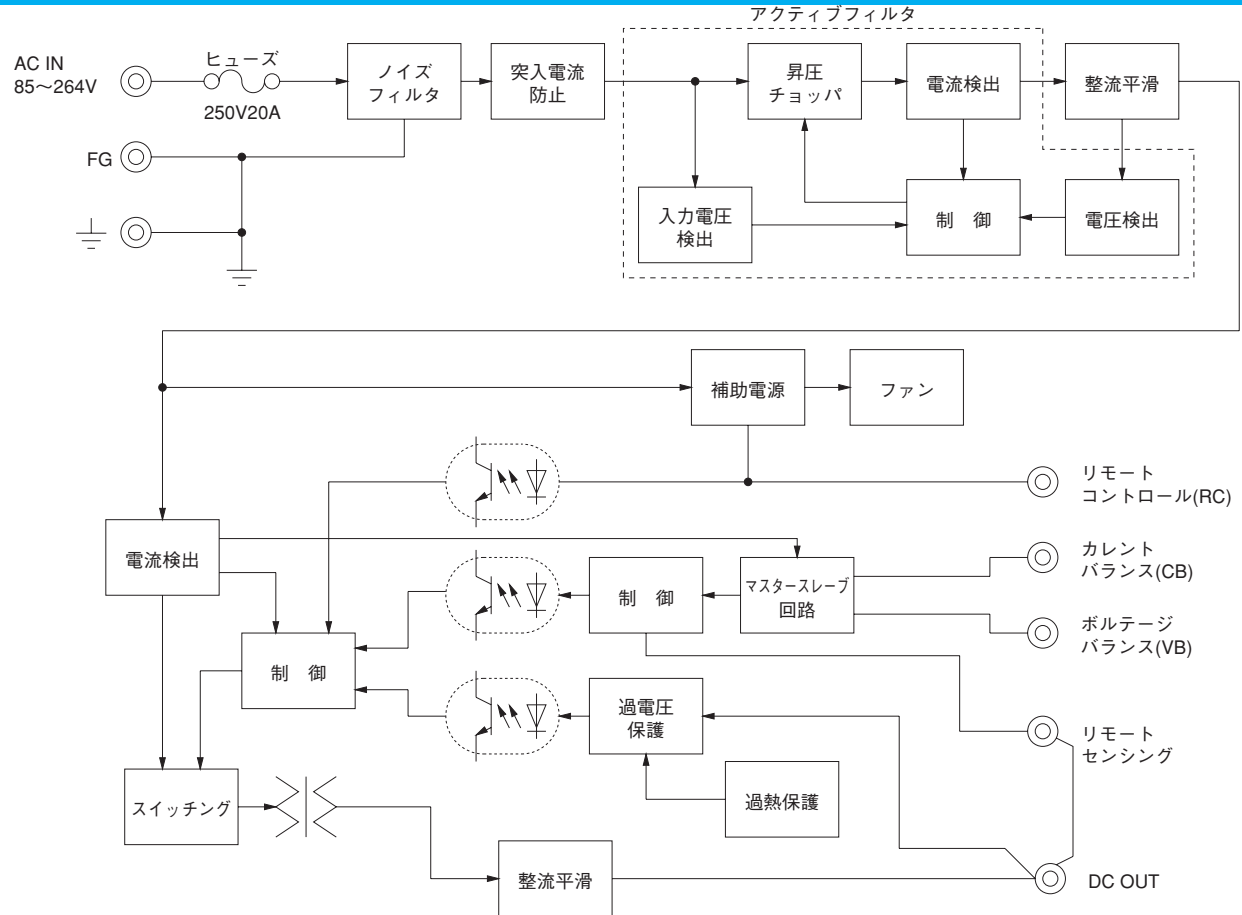 アクティブフィルタ
AC IN
85〜264V
ヒューズ
250V20A
ノイズ
フィルタ
突入電流
防止
昇圧
チョッパ
電流検出
整流平滑
FG
入力電圧
検出
制 御
電圧検出
補助電源
ファン
リモート
コントロール(RC)
電流検出
カレント
バランス(CB)
制 御
マスタースレーブ
回路
ボルテージ
バランス(VB)
制 御
過電圧
保護
リモート
センシング
過熱保護
スイッチング
整流平滑
DC OUT